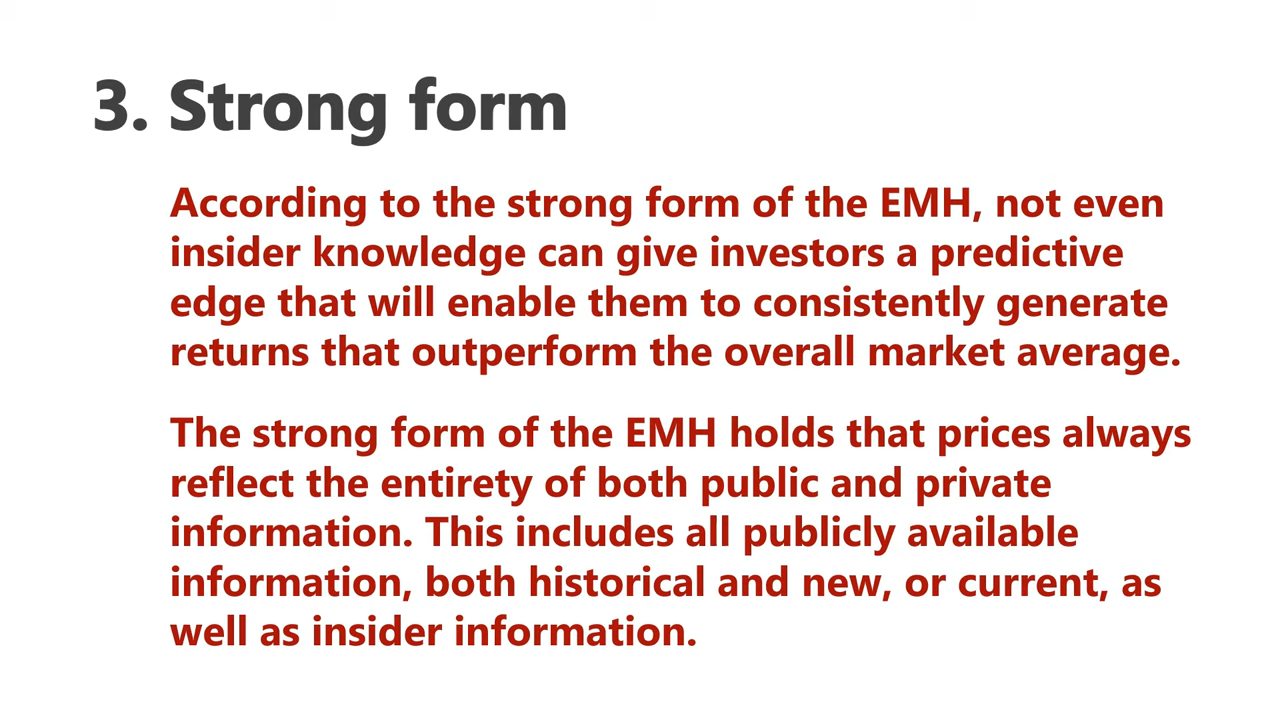 3. Strong form
According to the strong form of the EMH, not even
insider knowledge can give investors a predictive
edge that will enable them to consistently generate
returns that outperform the overall market average.
The strong form of the EMH holds that prices always
reflect the entirety of both public and private
information. This includes all publicly available
information, both historical and new, or current, as
well as insider information.